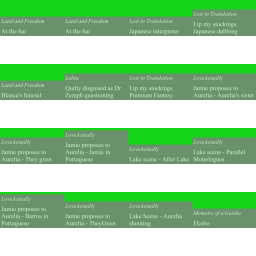 Land and Freedom
At the bar
Land and Freedom
At the bar
Lost in Translation
Japanese interpreter
Lost in Translation
Lip my stockings.
Japanese dubbing
Land and Freedom
Blanca's funeral
Lolita
Quilty disguised as Dr
Zemph questioning
Lost in Translation
Lip my stockings.
Premium Fantasy
LoveActually
Jamie proposes to
Aurelia - Aurelia's sister
LoveActually
Jamie proposes to
Aurelia - They greet
LoveActually
Jamie proposes to
Aurelia - Jamie in
Portuguese
LoveActually
Lake scene - After Lake
LoveActually
Lake scene - Parallel
Monologues
LoveActually
Jamie proposes to
Aurelia - Barros in
Portuguese
LoveActually
Jamie proposes to
Aurelia - TheyGreet
LoveActually
Lake Scene - Aurelia
shouting
Memoirs of a Geisha